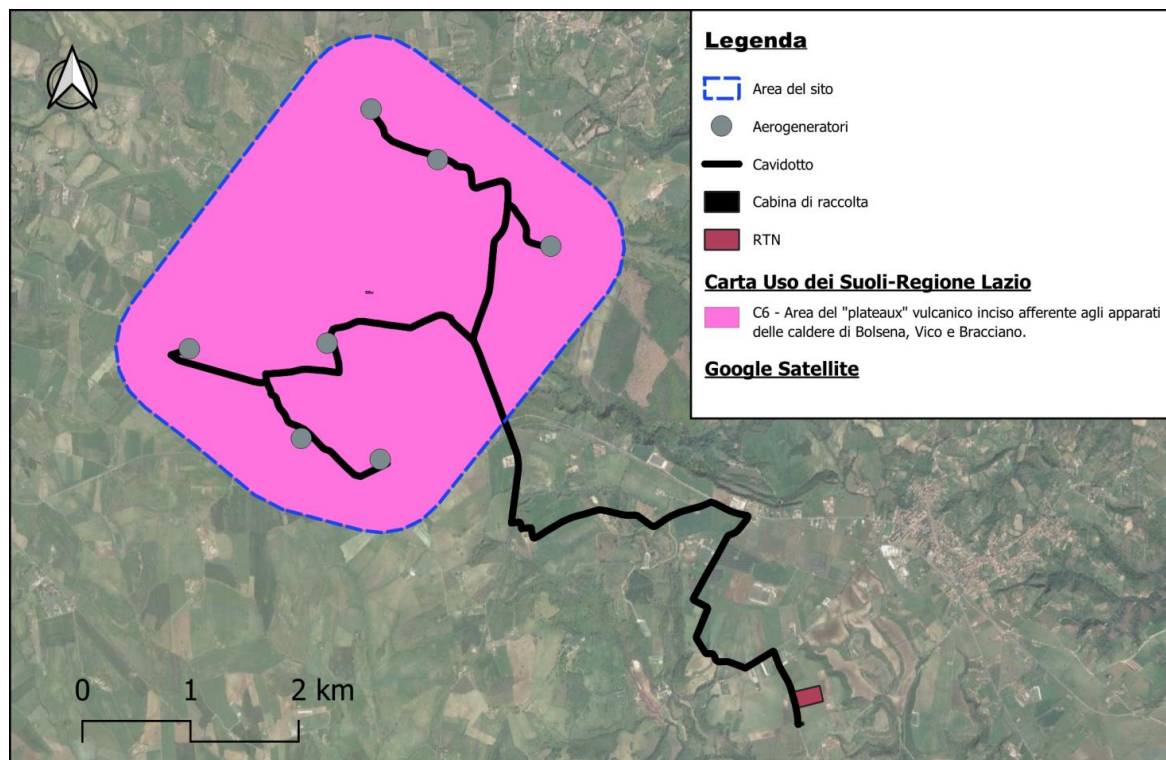 Legenda
Area del sito
Aerogeneratori
Cavidotto
Cabina di raccolta
RTN
Carta Uso dei Suoli-Regione Lazio
C6 - Area del "plateaux" vulcanico inciso afferente agli apparati
delle caldere di Bolsena, Vico e Bracciano.
Google Satellite
0 1 2 km